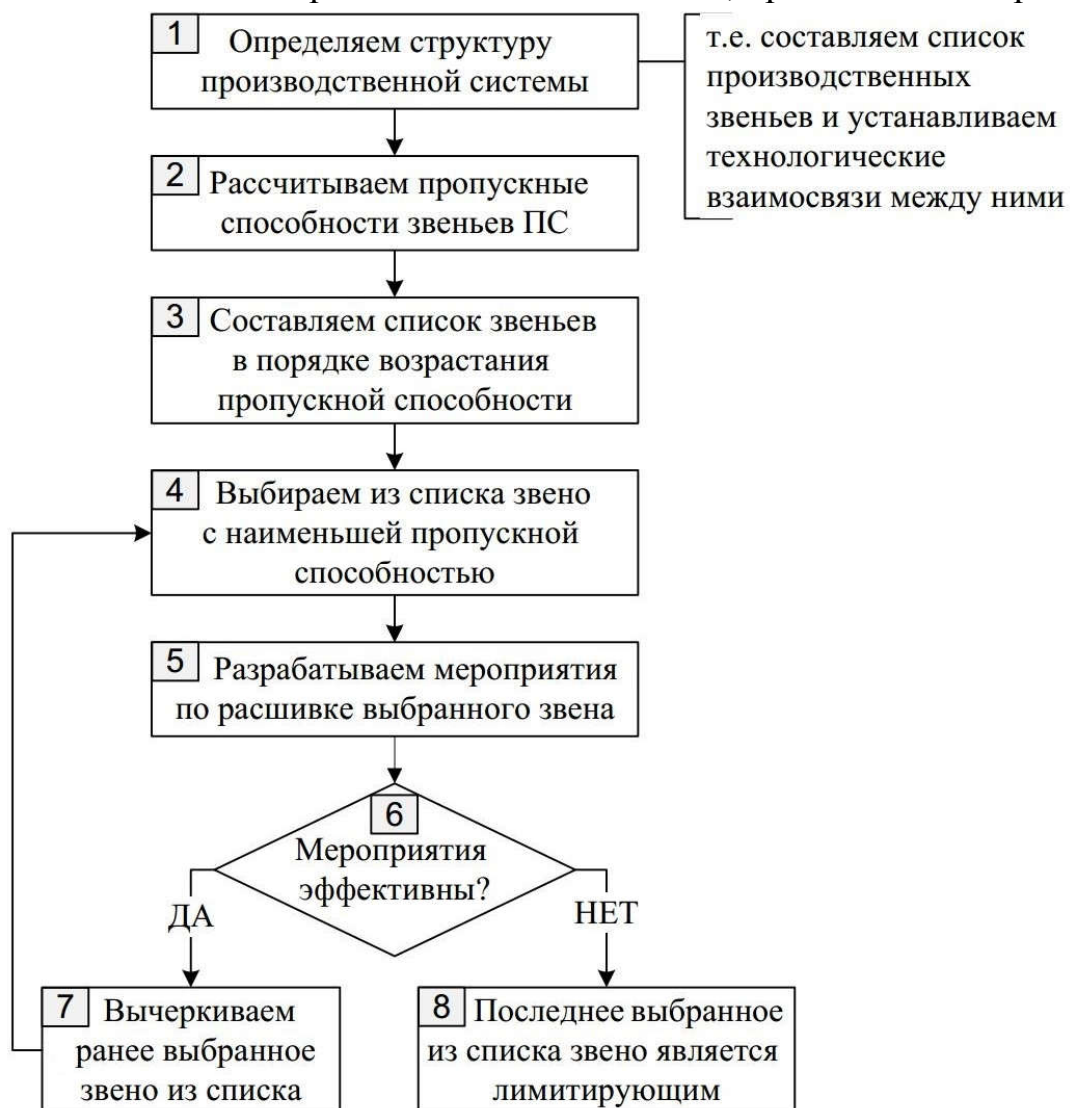 1 Определяем структуру
производственной системы
т.е. составляем список
производственных
звеньев и устанавливаем
технологические
взаимосвязи между ними
2 Рассчитываем пропускные
способности звеньев ПС
3 Составляем список звеньев
в порядке возрастания
пропускной способности
4 Выбираем из списка звено
с наименьшей пропускной
способностью
5 Разрабатываем мероприятия
по расшивке выбранного звена
6
Мероприятия
эффективны?
ДА
НЕТ
7 Вычеркиваем
ранее выбранное
звено из списка
8 Последнее выбранное
из списка звено является
лимитирующим